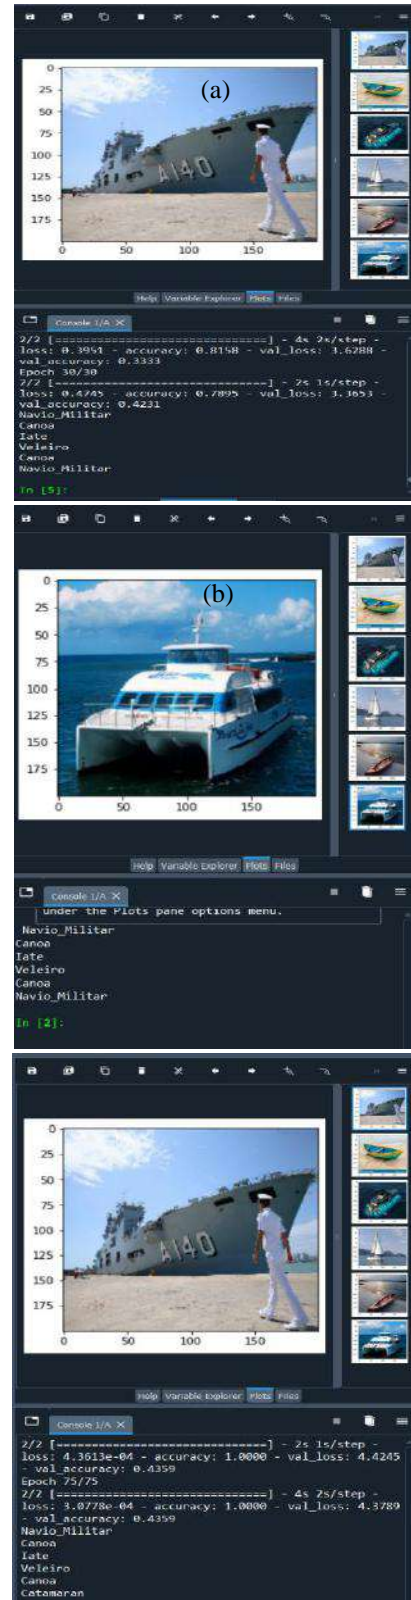 (a)
0
25
50
75
100
125
150
175
A140
0 50 100 150
Help Variable Explorer Plots Files
Console 1/A X
2/2 [==============================] - 4s 2s/step -
loss: 0.3951 - accuracy: 0.8158 - val_loss: 3.6288 -
val_accuracy: 0.3333
Epoch 30/30
2/2 [==============================] - 2s 1s/step -
loss: 0.4745 - accuracy: 0.7895 - val_loss: 3.3653 -
val_accuracy: 0.4231
Navio_Militar
Canoa
Iate
Veleiro
Canoa
Navio_Militar
In [5]:
(b)
0
25
50
75
100
125
150
175
0 50 100 150
Help Variable Explorer Plots Files
Console 1/A X
under the Plots pane options menu.
Navio_Militar
Canoa
Iate
Veleiro
Canoa
Navio_Militar
In [2]:
0
25
50
75
100
125
150
175
A140
0 50 100 150
Help Variable Explorer Plots Files
Console 1/A X
2/2 [==============================] - 2s 1s/step -
loss: 4.3613e-04 - accuracy: 1.0000 - val_loss: 4.4245
- val_accuracy: 0.4359
Epoch 75/75
2/2 [==============================] - 4s 2s/step -
loss: 3.0778e-04 - accuracy: 1.0000 - val_loss: 4.3789
- val_accuracy: 0.4359
Navio_Militar
Canoa
Iate
Veleiro
Canoa
Catamaran